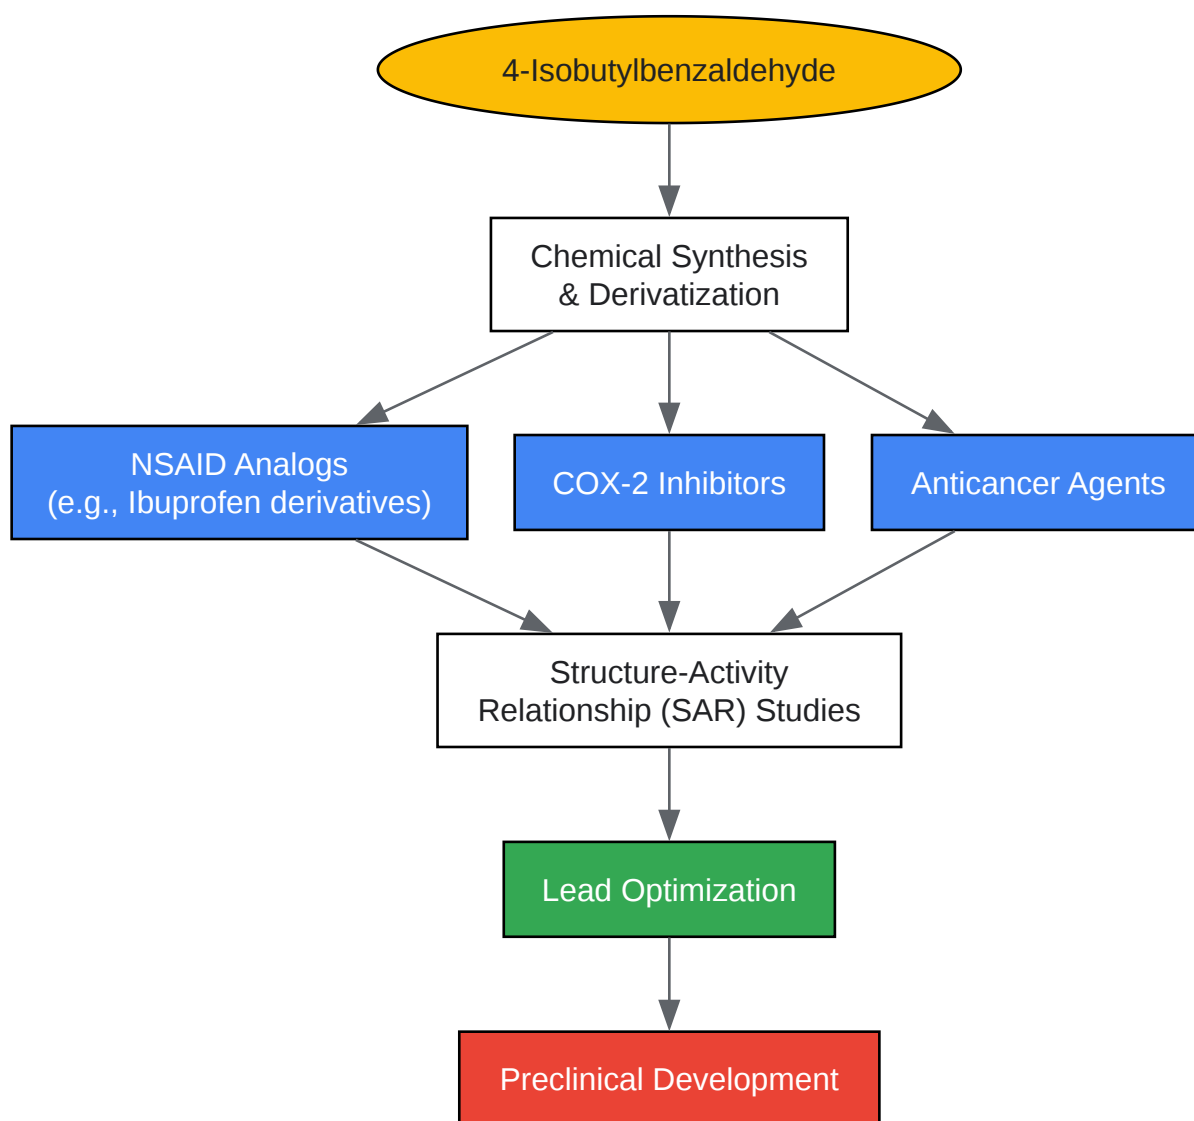 4-Isobutylbenzaldehyde
Chemical Synthesis
& Derivatization
NSAID Analogs
(e.g., Ibuprofen derivatives)
COX-2 Inhibitors
Anticancer Agents
Structure-Activity
Relationship (SAR) Studies
Lead Optimization
Preclinical Development